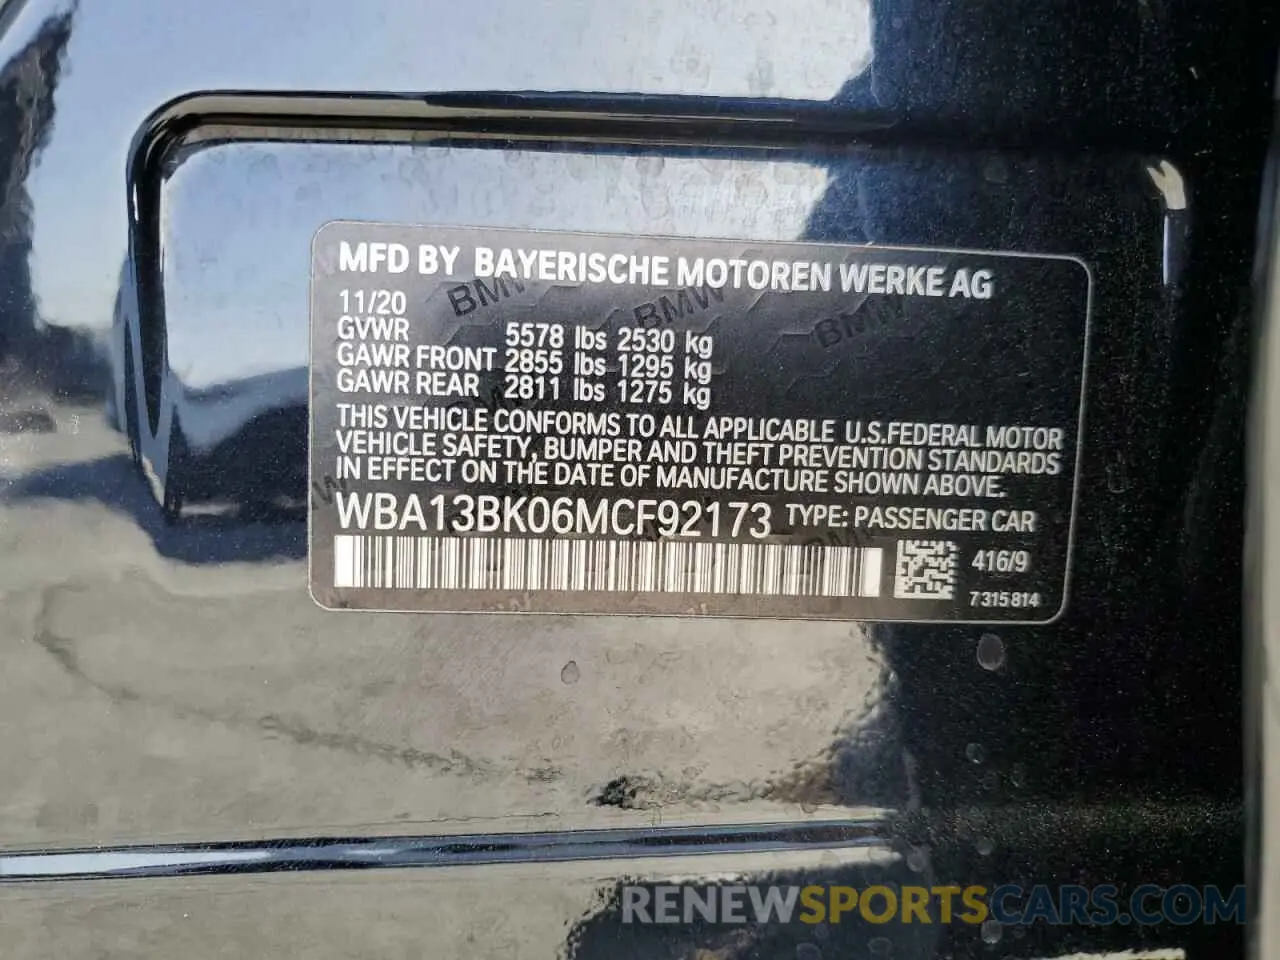 MFD BY BAYERISCHE MOTOREN WERKE AG
11/20
GVWR 5578 lbs 2530 kg
GAWR FRONT 2855 lbs 1295 kg
GAWR REAR 2811 lbs 1275 kg
THIS VEHICLE CONFORMS TO ALL APPLICABLE U.S.FEDERAL MOTOR
VEHICLE SAFETY, BUMPER AND THEFT PREVENTION STANDARDS
IN EFFECT ON THE DATE OF MANUFACTURE SHOWN ABOVE.
WBA13BK06MCF92173 TYPE: PASSENGER CAR
416/9
7315814
BMW BMW BMW
RENEWSPORTSCARS.COM